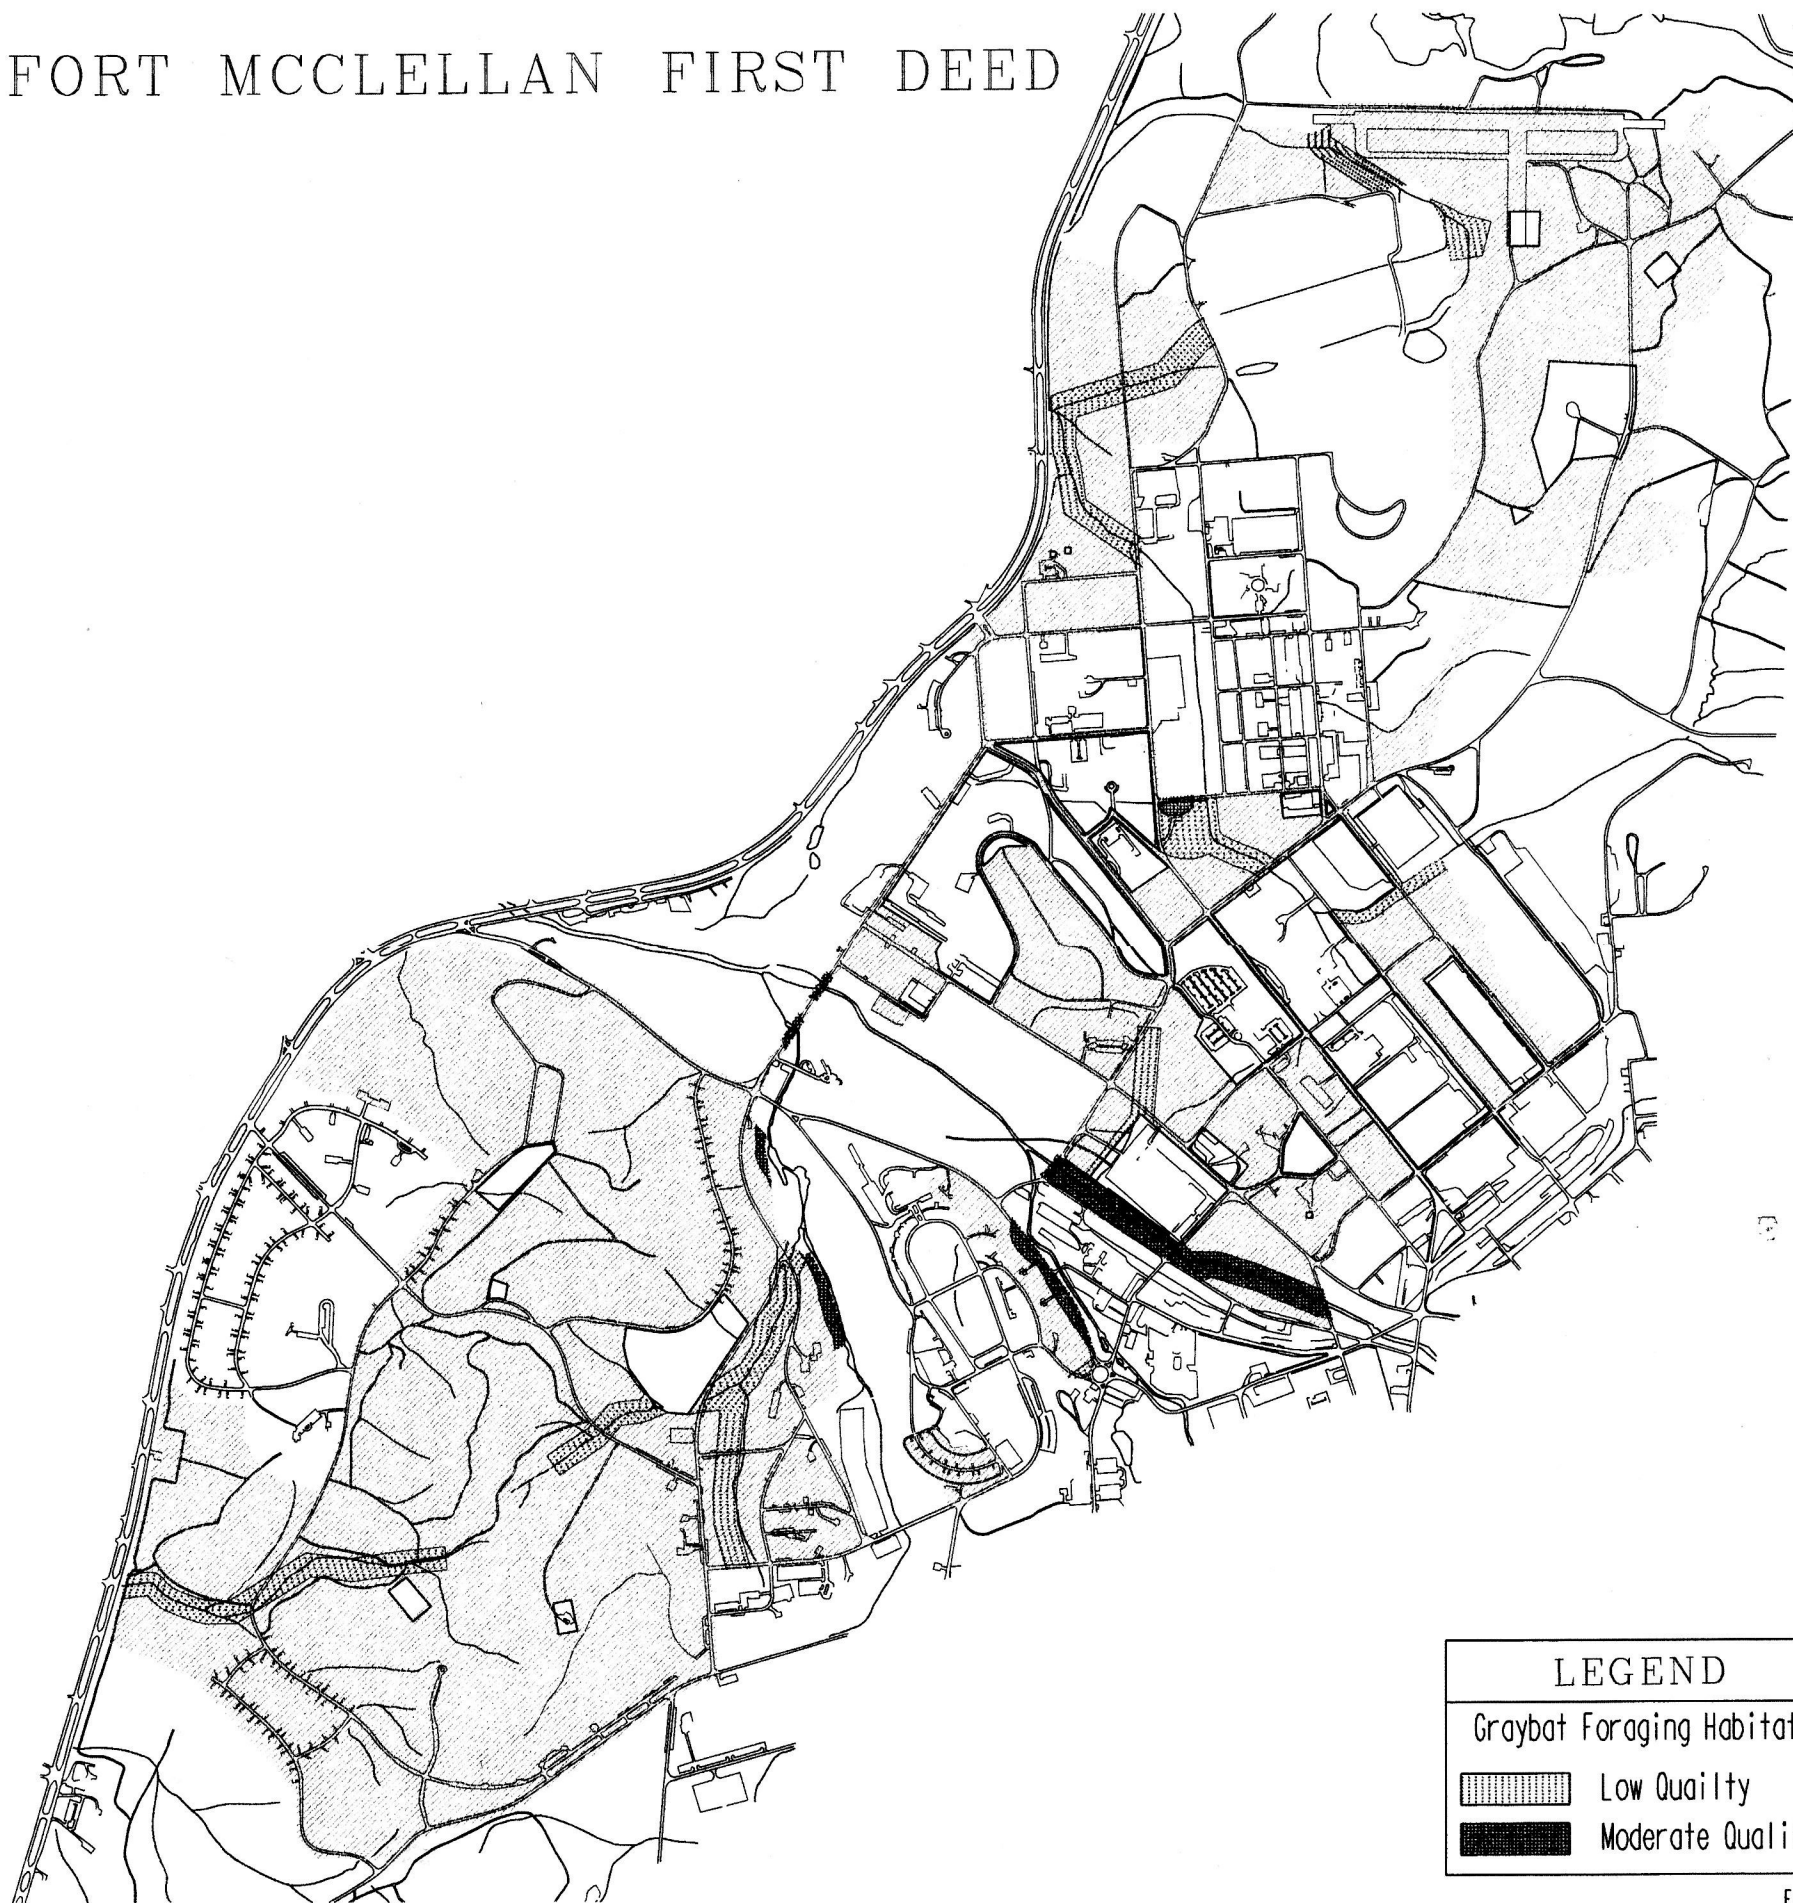 FORT MCCLELLAN FIRST DEED
LEGEND
Graybat Foraging Habitat
Low Quailty
Moderate Quali